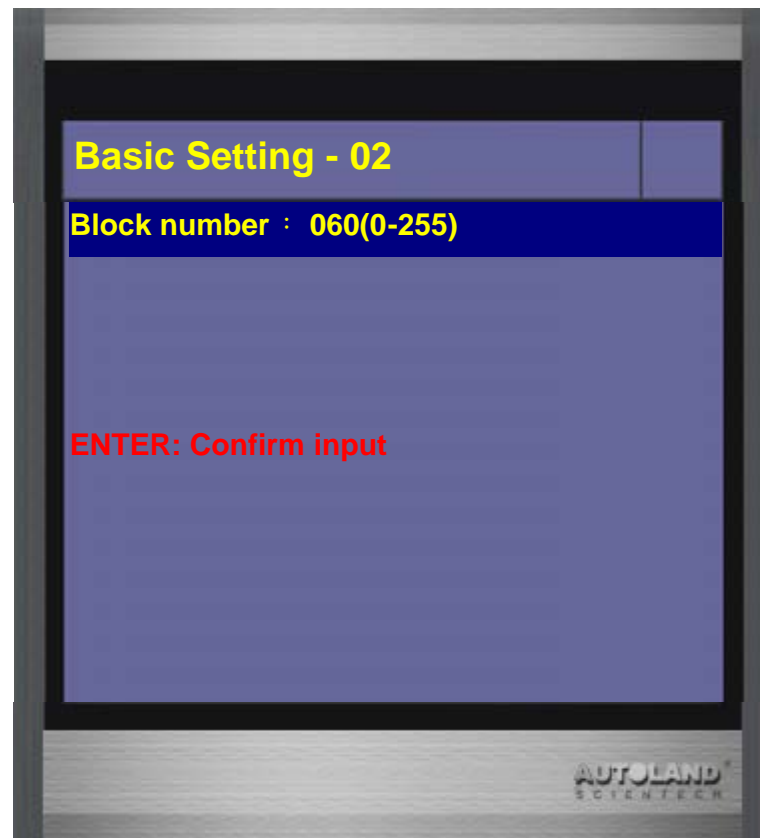 Basic Setting - 02
Block number： 060(0-255)
ENTER: Confirm input
AUTOLAND
SCIENTECH